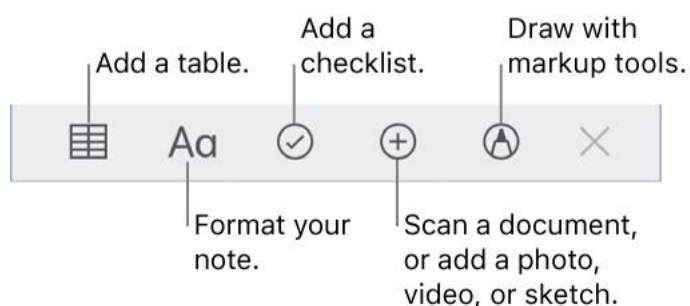 Add a table.
Add a
checklist.
Draw with
markup tools.
Aa
Format your
note.
Scan a document,
or add a photo,
video, or sketch.